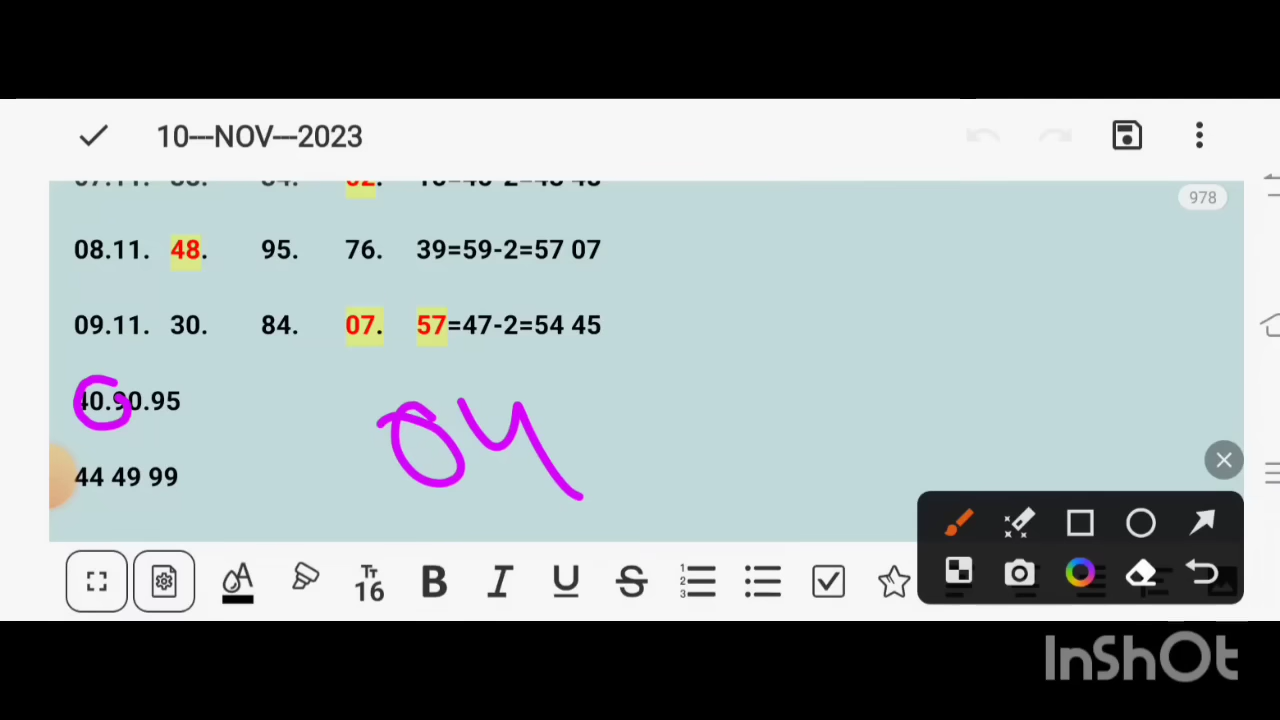 10---NOV---2023
978
08.11. 48. 95. 76. 39=59-2=57 07
09.11. 30. 84. 07. 57=47-2=54 45
40.90.95
04
44 49 99
Tт 16 B I U S
InShOt